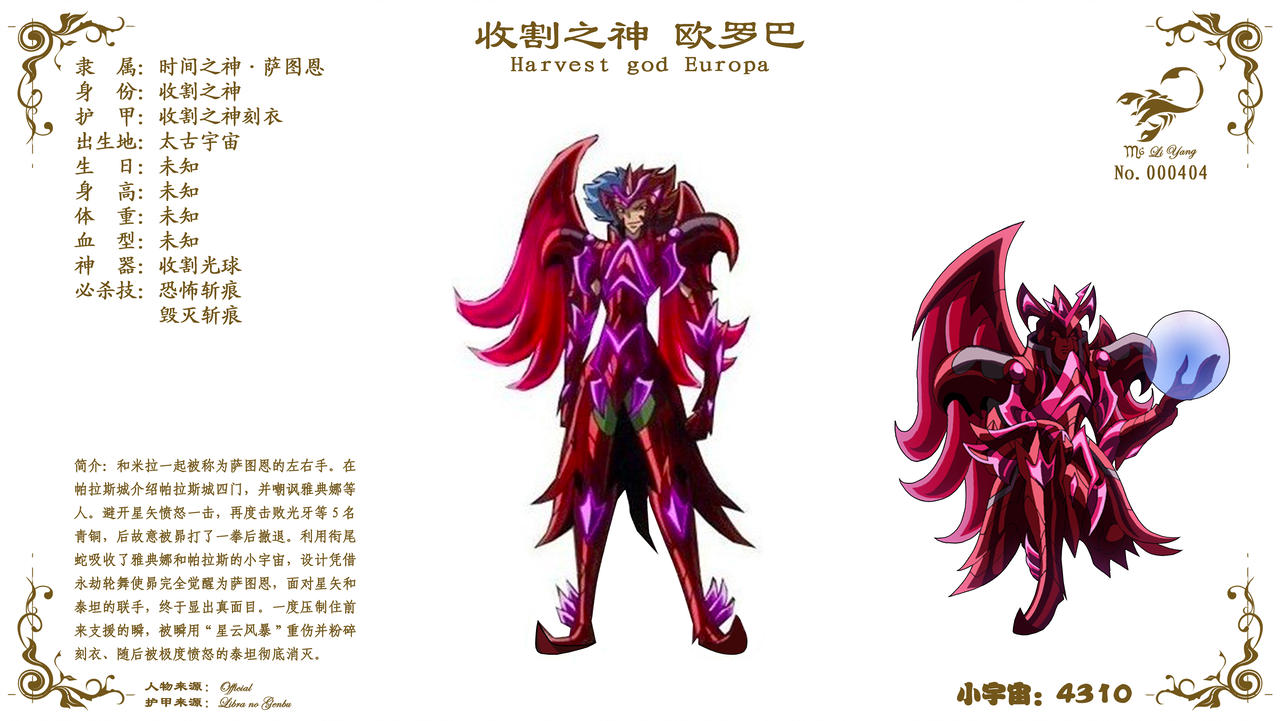 收割之神 欧罗巴
Harvest god Europa
隶 属：时间之神·萨图恩
身 份：收割之神
护 甲：收割之神刻衣
出生地：太古宇宙
生 日：未知
身 高：未知
体 重：未知
血 型：未知
神 器：收割光球
必杀技：恐怖斩痕
毁灭斩痕
Li Yang
No.000404
简介：和米拉一起被称为萨图恩的左右手。在
帕拉斯城介绍帕拉斯城四门，并嘲讽雅典娜等
人。避开星矢愤怒一击，再度击败光牙等5名
青铜，后故意被昴打了一拳后撤退。利用衔尾
蛇吸收了雅典娜和帕拉斯的小宇宙，设计凭借
永劫轮舞使昴完全觉醒为萨图恩，面对星矢和
泰坦的联手，终于显出真面目。一度压制住前
来支援的瞬，被瞬用“星云风暴”重伤并粉碎
刻衣、随后被极度愤怒的泰坦彻底消灭。
人物来源：Official
护甲来源：Libra no Genbu
小宇宙：4310